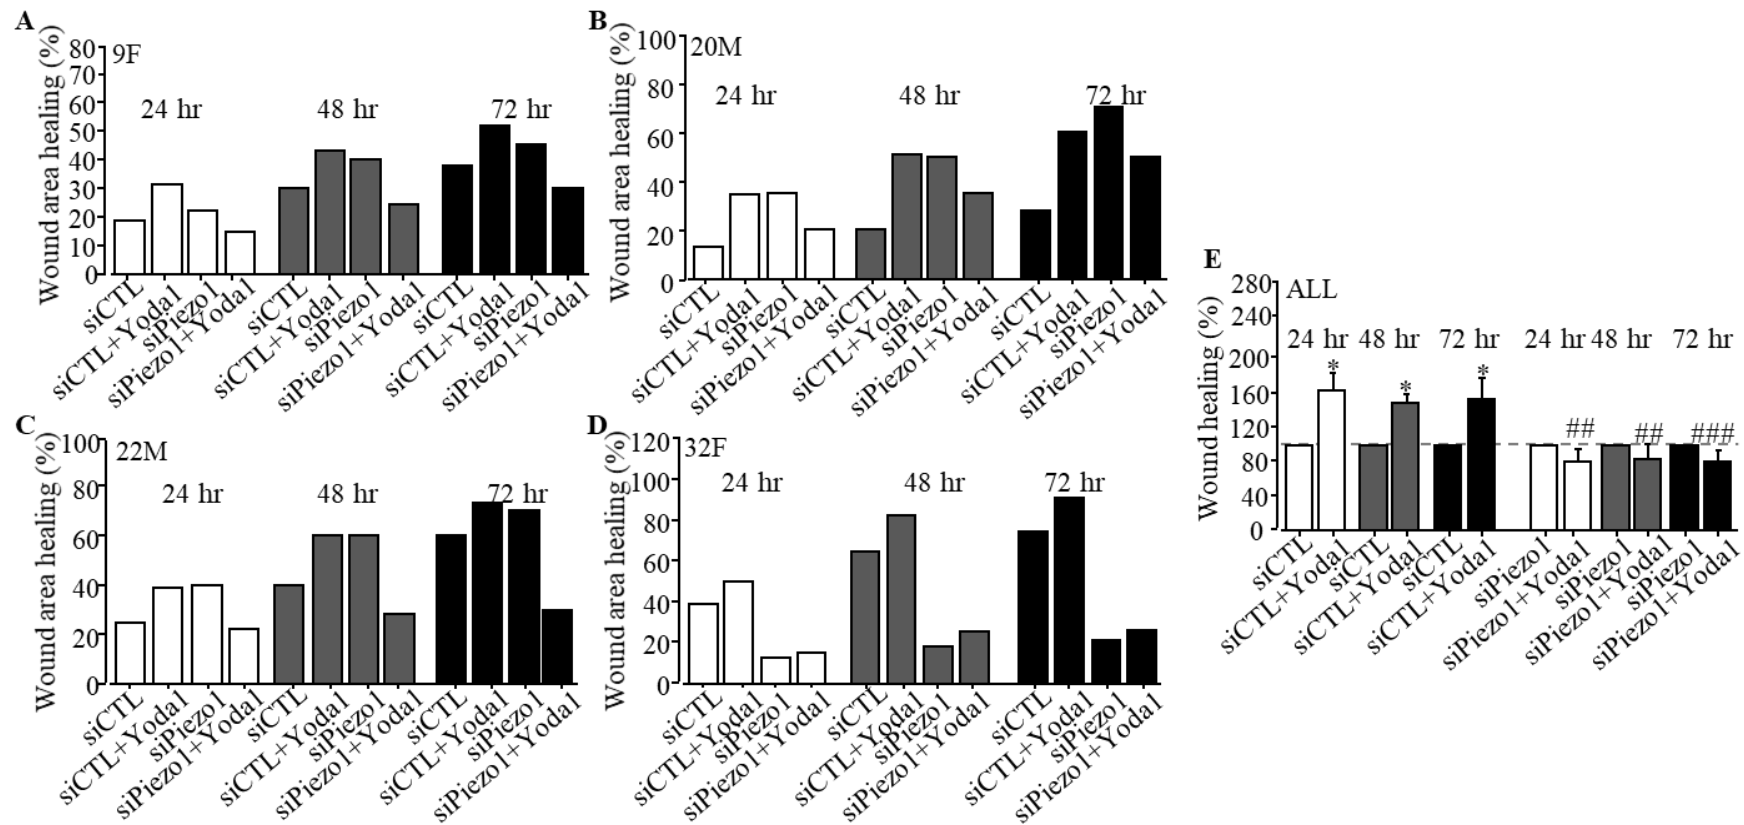 A
Wound area healing (%)
80
70
60
50
40
30
20
10
0
9F
24 hr
48 hr
72 hr
siCTL
siCTL+Yoda1
siPiezo1
siPiezo1+Yoda1
siCTL
siCTL+Yoda1
siPiezo1
siPiezo1+Yoda1
siCTL
siCTL+Yoda1
siPiezo1
siPiezo1+Yoda1
B
Wound area healing (%)
100
80
60
40
20
0
20M
24 hr
48 hr
72 hr
siCTL
siCTL+Yoda1
siPiezo1
siPiezo1+Yoda1
siCTL
siCTL+Yoda1
siPiezo1
siPiezo1+Yoda1
siCTL
siCTL+Yoda1
siPiezo1
siPiezo1+Yoda1
C
Wound area healing (%)
100
80
60
40
20
0
22M
24 hr
48 hr
72 hr
siCTL
siCTL+Yoda1
siPiezo1
siPiezo1+Yoda1
siCTL
siCTL+Yoda1
siPiezo1
siPiezo1+Yoda1
siCTL
siCTL+Yoda1
siPiezo1
siPiezo1+Yoda1
D
Wound area healing (%)
120
100
80
60
40
20
0
32F
24 hr
48 hr
72 hr
siCTL
siCTL+Yoda1
siPiezo1
siPiezo1+Yoda1
siCTL
siCTL+Yoda1
siPiezo1
siPiezo1+Yoda1
siCTL
siCTL+Yoda1
siPiezo1
siPiezo1+Yoda1
E
Wound healing (%)
280
240
200
160
120
80
40
0
ALL
24 hr 48 hr 72 hr 24 hr 48 hr 72 hr
* * * ## ## ###
siCTL
siCTL+Yoda1
siCTL
siCTL+Yoda1
siCTL
siCTL+Yoda1
siPiezo1
siPiezo1+Yoda1
siPiezo1
siPiezo1+Yoda1
siPiezo1
siPiezo1+Yoda1